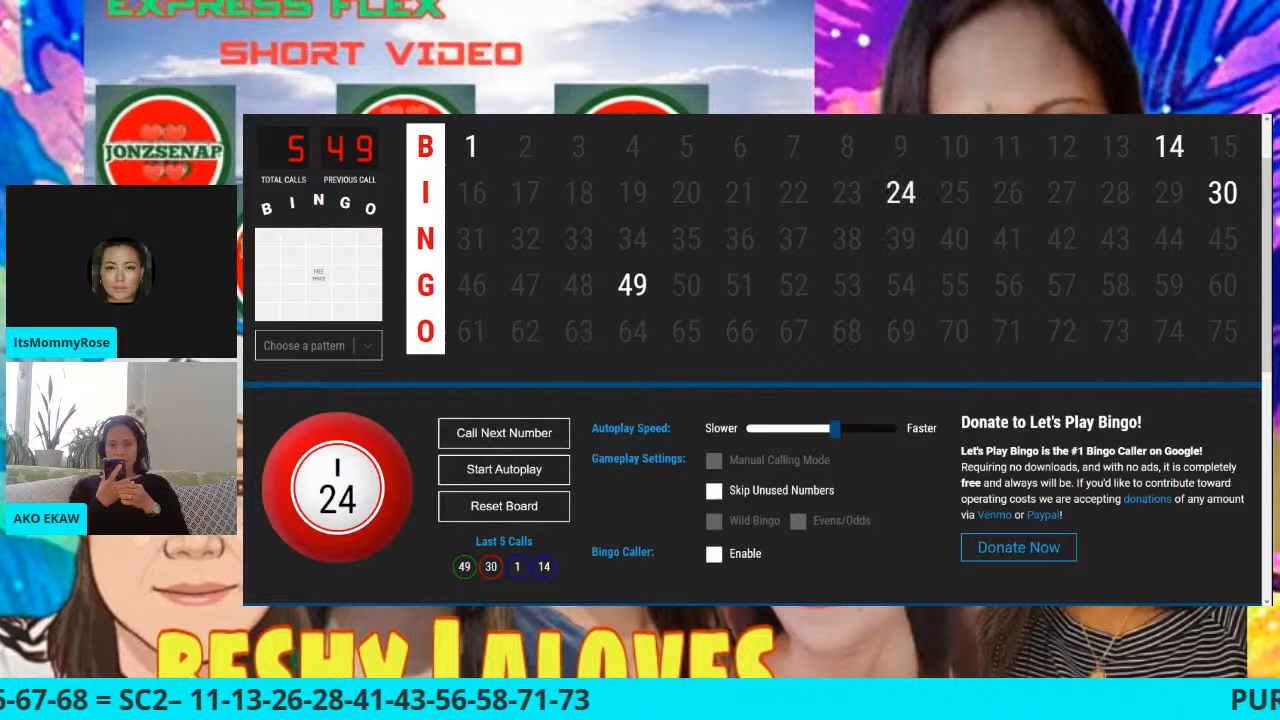 EXPRESS FLEX
SHORT VIDEO
JONZSENAP
5 49
TOTAL CALLS PREVIOUS CALL
B I N G O
FREE
SPACE
Choose a pattern
B 1 2 3 4 5 6 7 8 9 10 11 12 13 14 15
I 16 17 18 19 20 21 22 23 24 25 26 27 28 29 30
N 31 32 33 34 35 36 37 38 39 40 41 42 43 44 45
G 46 47 48 49 50 51 52 53 54 55 56 57 58 59 60
O 61 62 63 64 65 66 67 68 69 70 71 72 73 74 75
ItsMommyRose
AKO EKAW
I
24
Call Next Number
Start Autoplay
Reset Board
Last 5 Calls
49 30 1 14
Autoplay Speed: Slower Faster
Gameplay Settings: Manual Calling Mode
Skip Unused Numbers
Wild Bingo Evens/Odds
Bingo Caller: Enable
Donate to Let's Play Bingo!
Let's Play Bingo is the #1 Bingo Caller on Google!
Requiring no downloads, and with no ads, it is completely
free and always will be. If you'd like to contribute toward
operating costs we are accepting donations of any amount
via Venmo or Paypal!
Donate Now
BESHY LALOVES
-67-68 = SC2– 11-13-26-28-41-43-56-58-71-73
PUR